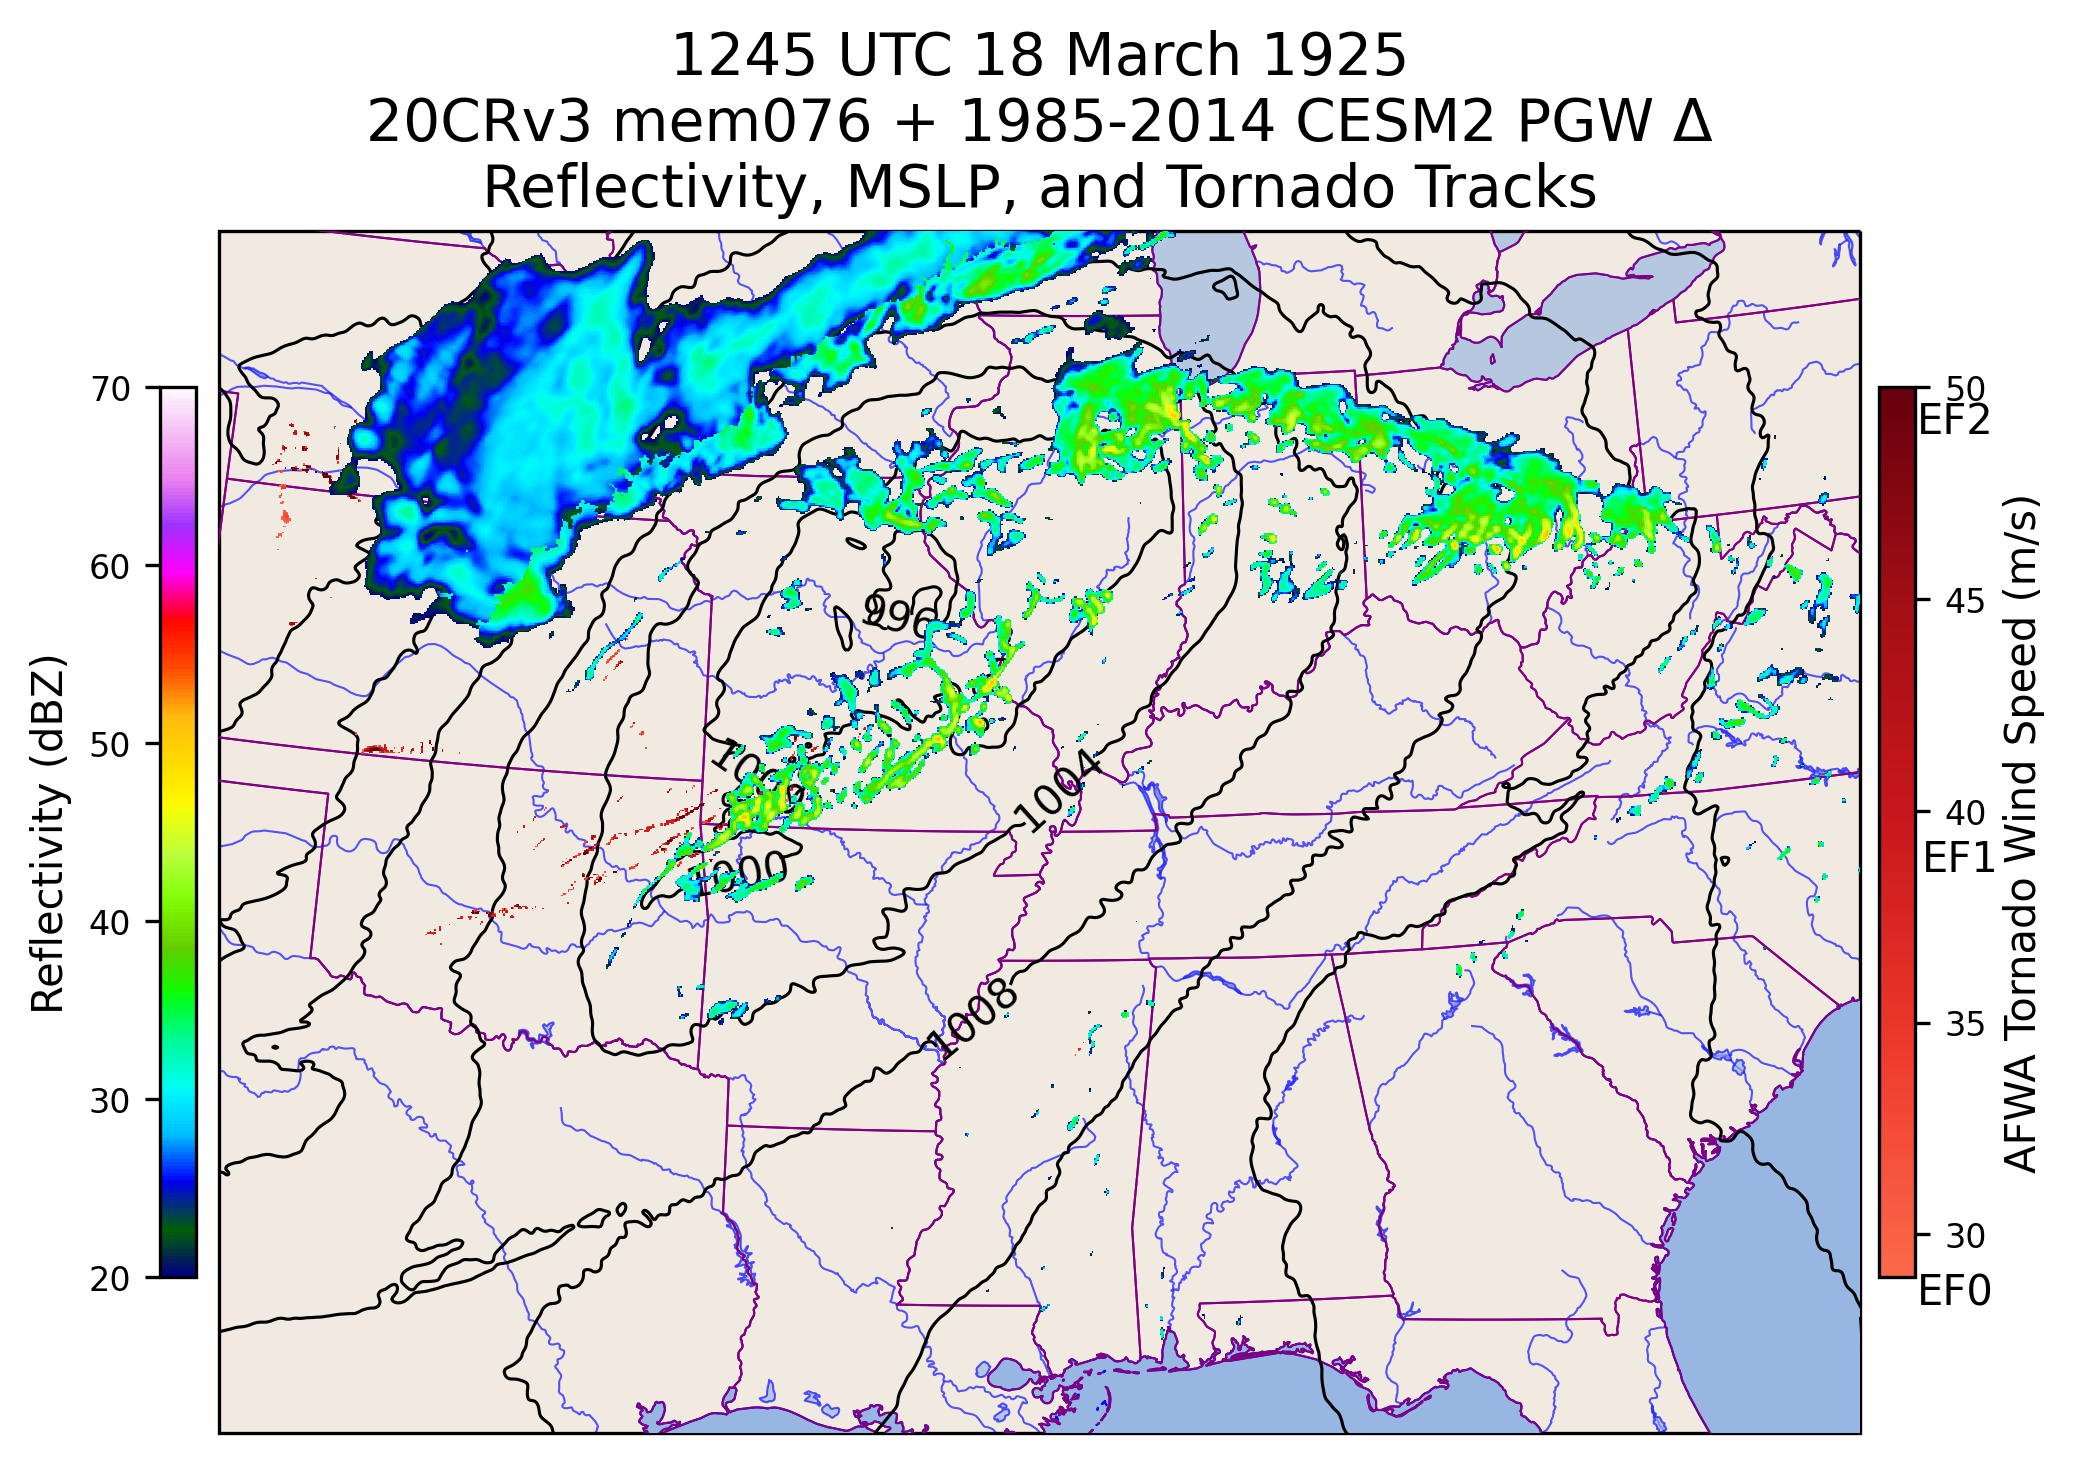 1245 UTC 18 March 1925
20CRv3 mem076 + 1985-2014 CESM2 PGW Δ
Reflectivity, MSLP, and Tornado Tracks
70
60
50
40
30
20
Reflectivity (dBZ)
996
1004
1000
1008
50
EF2
45
40
EF1
35
30
EF0
AFWA Tornado Wind Speed (m/s)